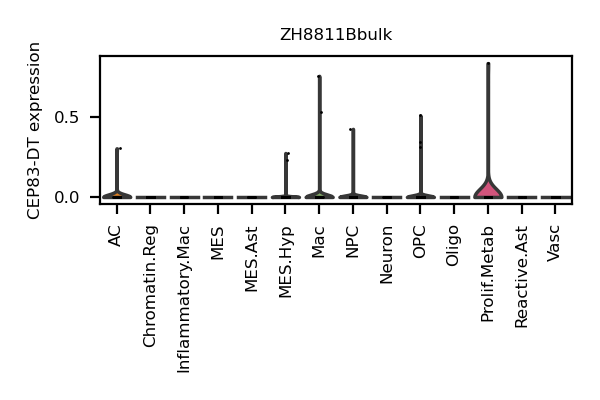 ZH8811Bbulk
CEP83-DT expression
0.5
0.0
AC
Chromatin.Reg
Inflammatory.Mac
MES
MES.Ast
MES.Hyp
Mac
NPC
Neuron
OPC
Oligo
Prolif.Metab
Reactive.Ast
Vasc